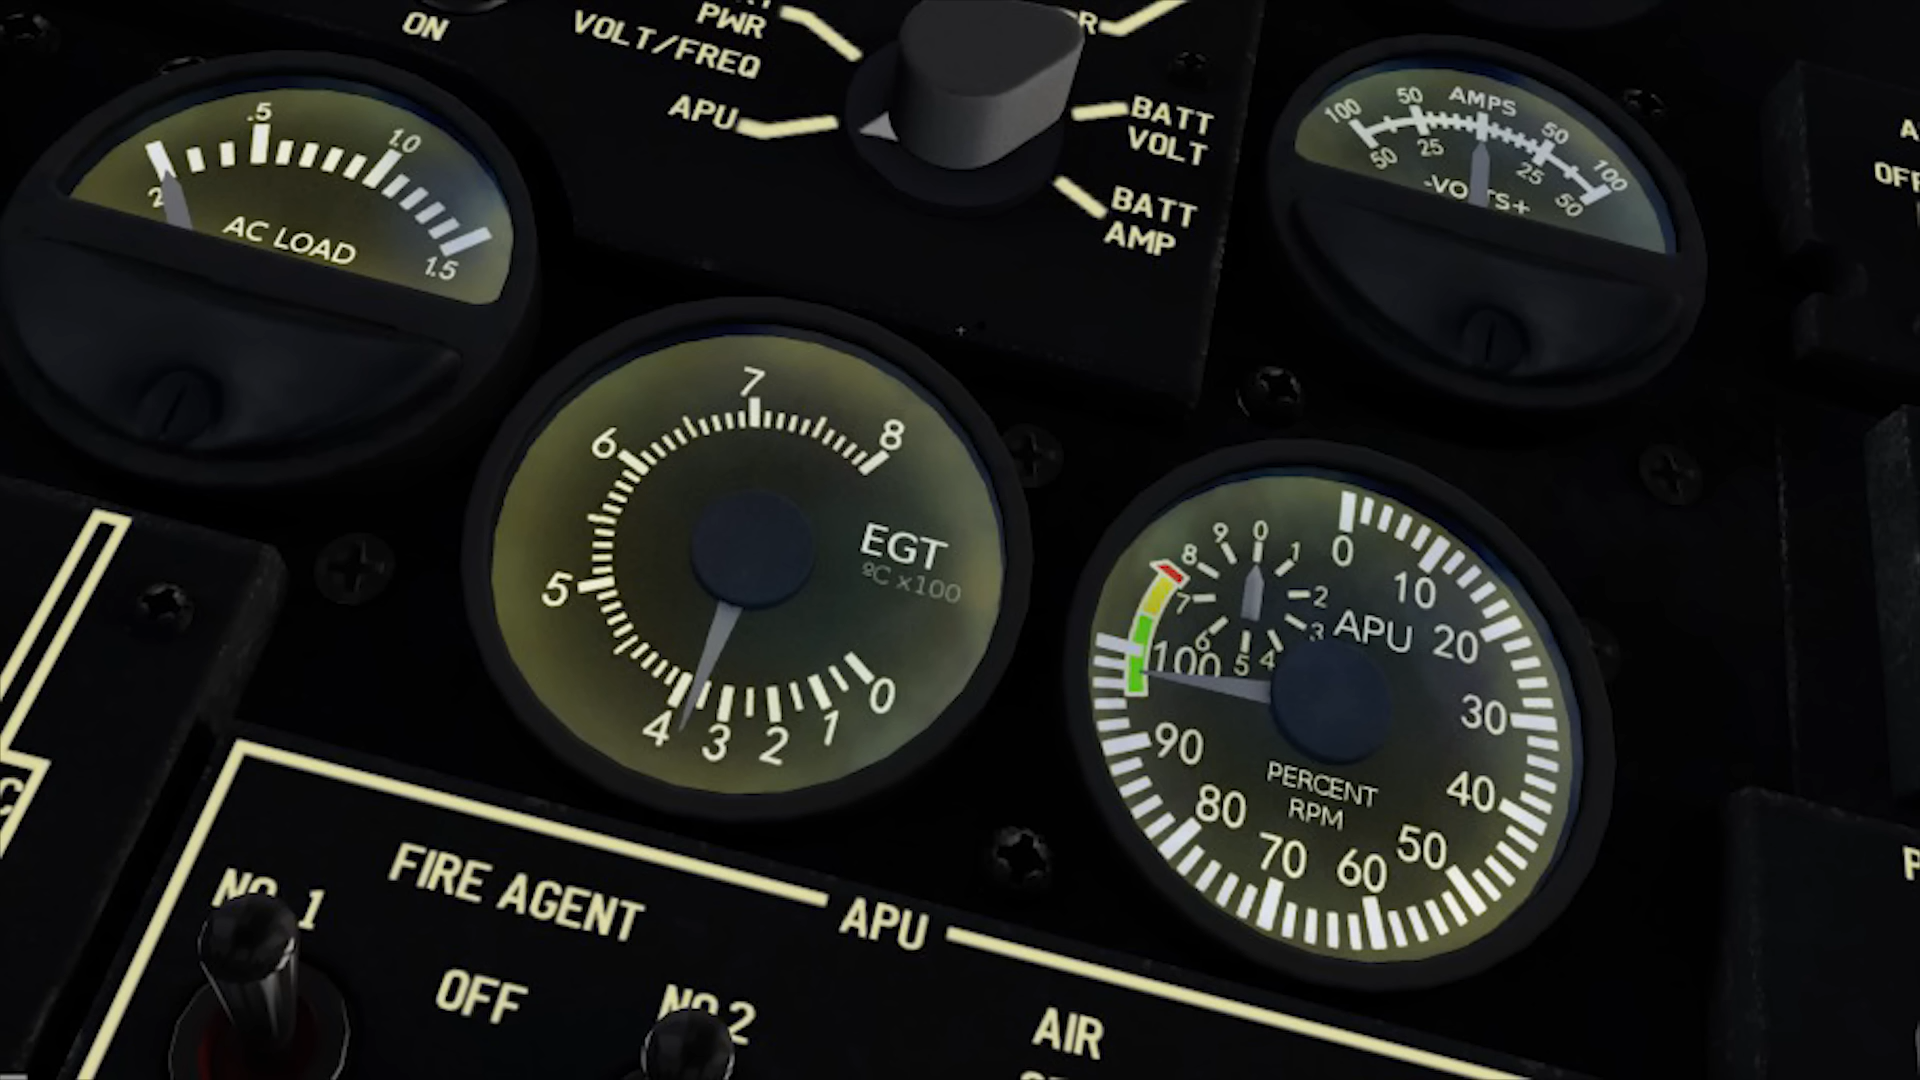 ON
PWR
VOLT/FREQ
APU
BATT
VOLT
BATT
AMP
.5
1.0
1.5
2
AC LOAD
AMPS
100 50 50 100
50 25 25 50
7
6
8
5
EGT
ºC x100
4
3
2
1
0
0
9
1
8
2
7
3
6
5
4
0
10
APU
20
100
30
90
PERCENT
RPM
40
80
50
70
60
FIRE AGENT
APU
NO. 1
OFF
NO. 2
AIR